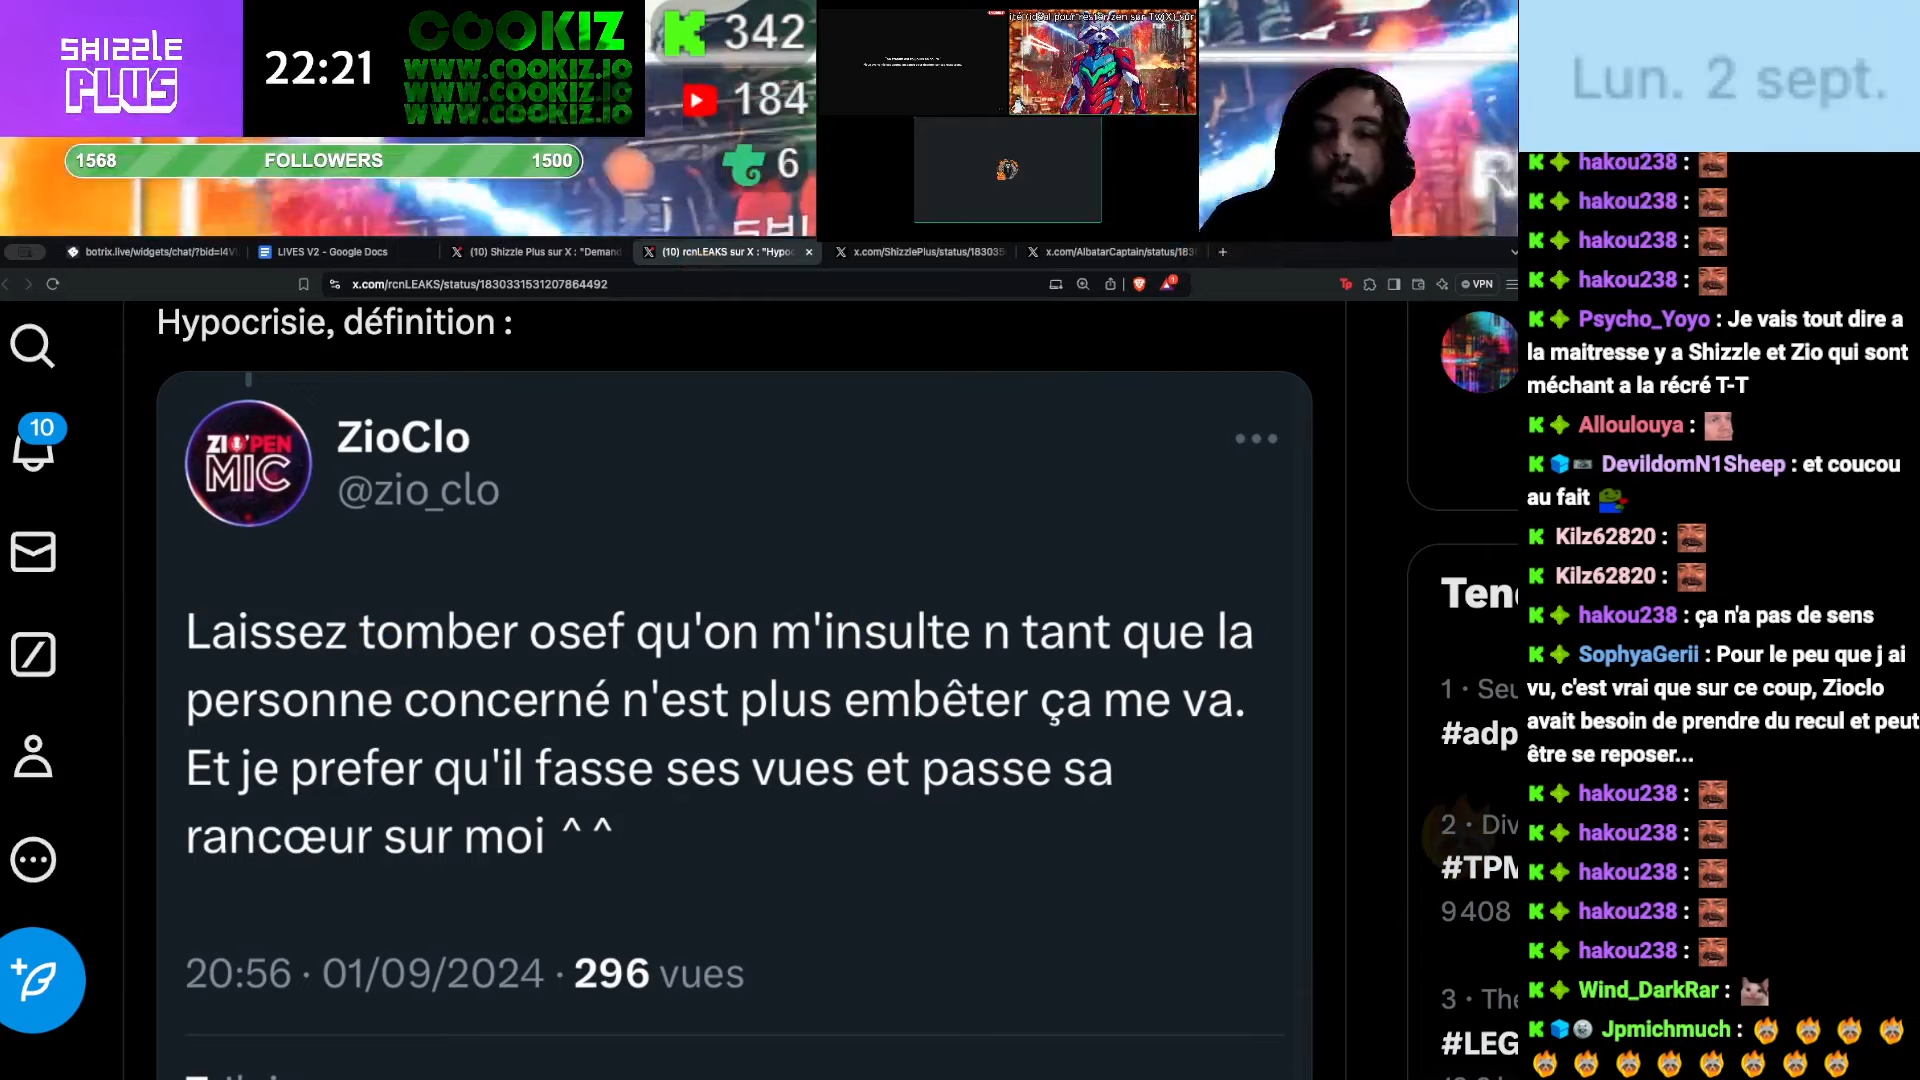 SHIZZLE
PLUS
22:21
COOKIZ
WWW.COOKIZ.IO
WWW.COOKIZ.IO
WWW.COOKIZ.IO
342
184
6
1568 FOLLOWERS 1500
Lun. 2 sept.
botrix.live/widgets/chat/?bid=l4V
LIVES V2 - Google Docs
(10) Shizzle Plus sur X : "Demand
(10) rcnLEAKS sur X : "Hypoc
x.com/ShizzlePlus/status/18303
x.com/AlbatarCaptain/status/183
x.com/rcnLEAKS/status/1830331531207864492
VPN
10
Hypocrisie, définition :
ZIO'PEN
MIC
ZioClo
@zio_clo
Laissez tomber osef qu'on m'insulte n tant que la
personne concerné n'est plus embêter ça me va.
Et je prefer qu'il fasse ses vues et passe sa
rancœur sur moi ^ ^
20:56 · 01/09/2024 · 296 vues
Ten
1 · Seu
#adp
2 · Div
#TPM
9 408
3 · The
#LEG
hakou238 :
hakou238 :
hakou238 :
hakou238 :
Psycho_Yoyo : Je vais tout dire a
la maitresse y a Shizzle et Zio qui sont
méchant a la récré T-T
Alloulouya :
DevildomN1Sheep : et coucou
au fait
Kilz62820 :
Kilz62820 :
hakou238 : ça n'a pas de sens
SophyaGerii : Pour le peu que j ai
vu, c'est vrai que sur ce coup, Zioclo
avait besoin de prendre du recul et peut
être se reposer...
hakou238 :
hakou238 :
hakou238 :
hakou238 :
hakou238 :
Wind_DarkRar :
Jpmichmuch :